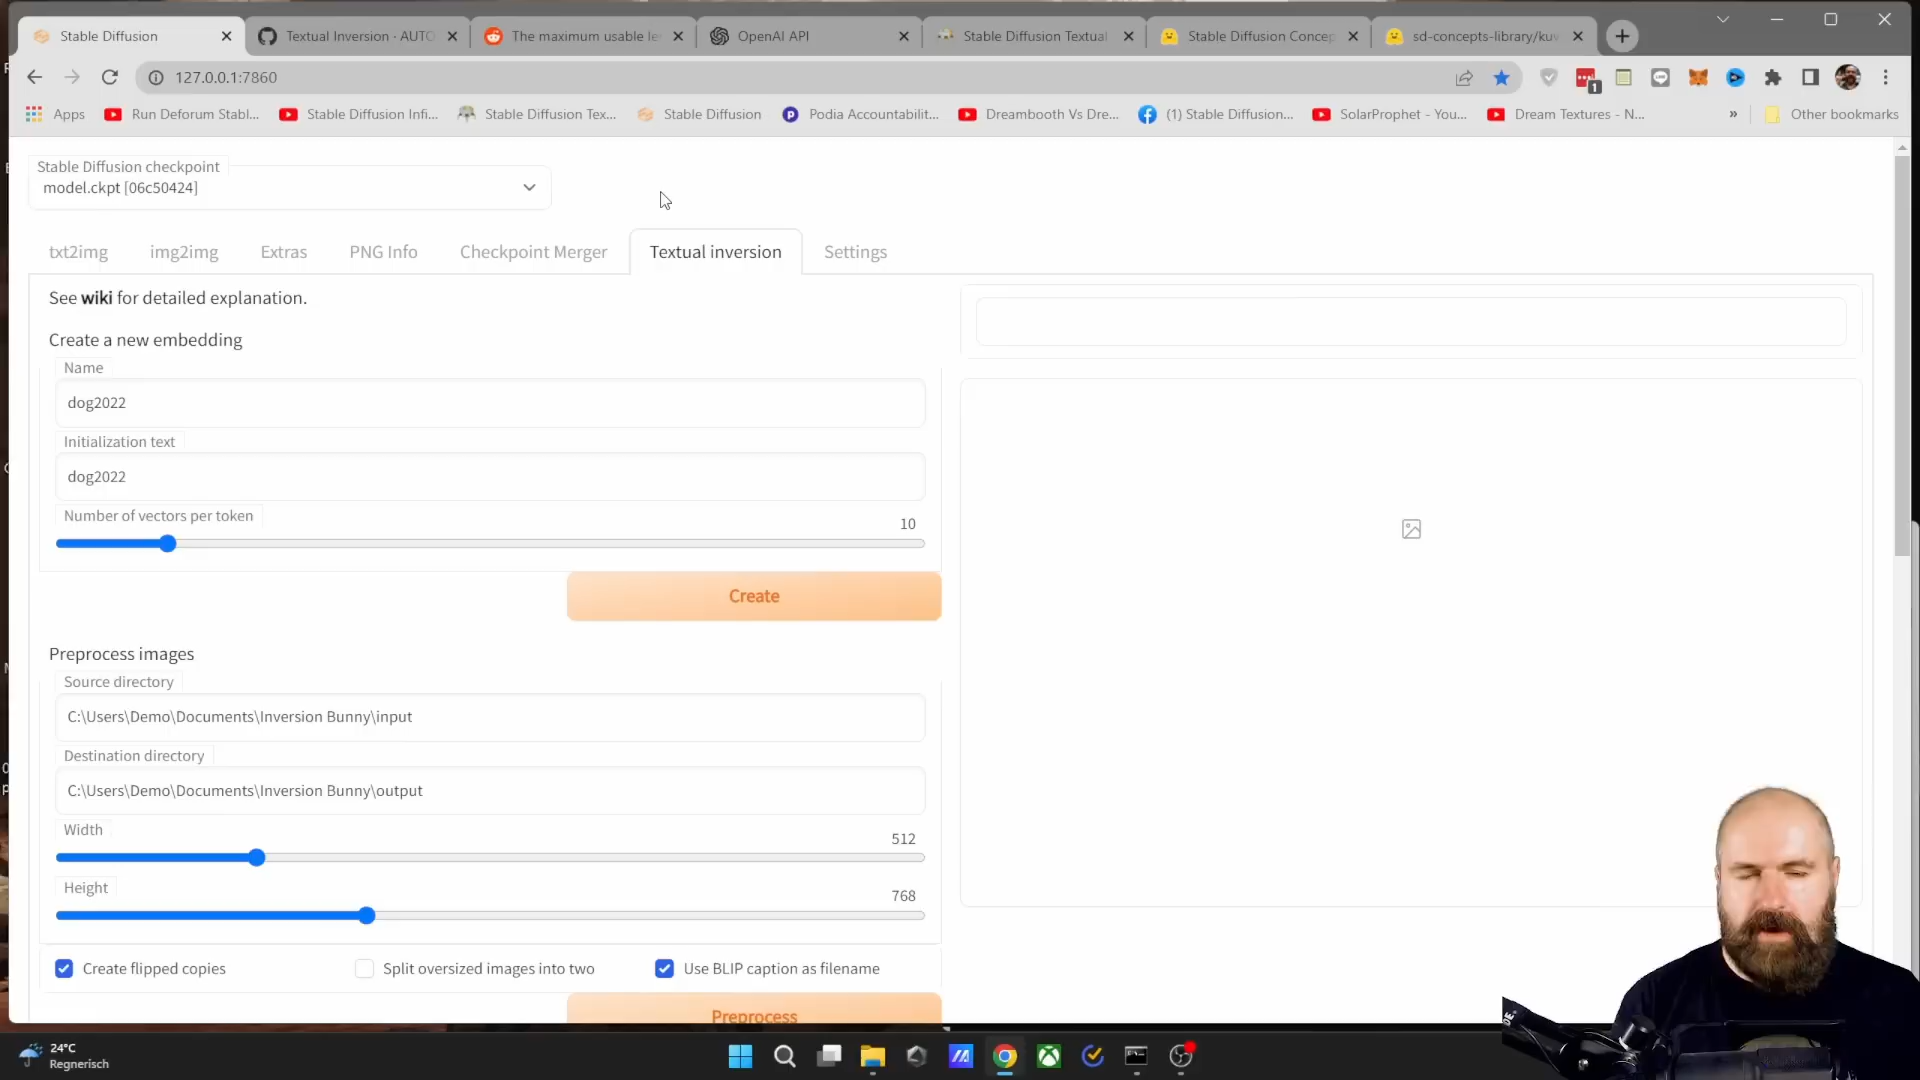 Stable Diffusion
Textual Inversion · AUTO
The maximum usable le
OpenAI API
Stable Diffusion Textual
Stable Diffusion Concep
sd-concepts-library/kuv
127.0.0.1:7860
1
Apps
Run Deforum Stabl...
Stable Diffusion Infi...
Stable Diffusion Tex...
Stable Diffusion
Podia Accountabilit...
Dreambooth Vs Dre...
(1) Stable Diffusion...
SolarProphet - You...
Dream Textures - N...
»
Other bookmarks
Stable Diffusion checkpoint
model.ckpt [06c50424]
txt2img
img2img
Extras
PNG Info
Checkpoint Merger
Textual inversion
Settings
See wiki for detailed explanation.
Create a new embedding
Name
dog2022
Initialization text
dog2022
Number of vectors per token
10
Create
Preprocess images
Source directory
C:\Users\Demo\Documents\Inversion Bunny\input
Destination directory
C:\Users\Demo\Documents\Inversion Bunny\output
Width
512
Height
768
Create flipped copies
Split oversized images into two
Use BLIP caption as filename
Preprocess
24°C
Regnerisch